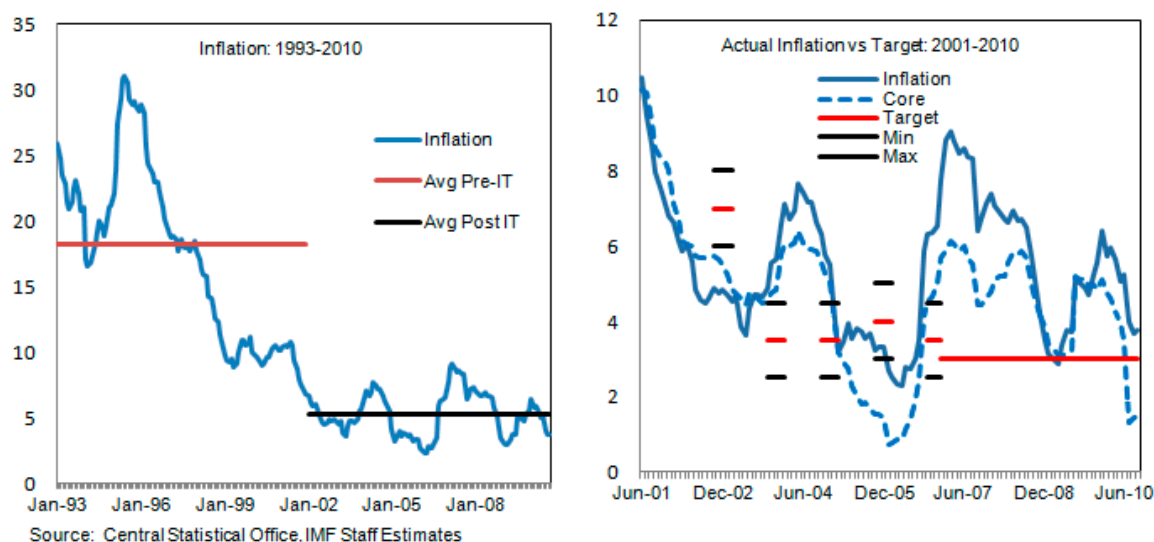 Inflation: 1993-2010
35
30
25
20
15
10
5
0
Inflation
Avg Pre-IT
Avg Post IT
Jan-93 Jan-96 Jan-99 Jan-02 Jan-05 Jan-08
Actual Inflation vs Target: 2001-2010
12
10
8
6
4
2
0
Inflation
Core
Target
Min
Max
Jun-01 Dec-02 Jun-04 Dec-05 Jun-07 Dec-08 Jun-10
Source: Central Statistical Office, IMF Staff Estimates